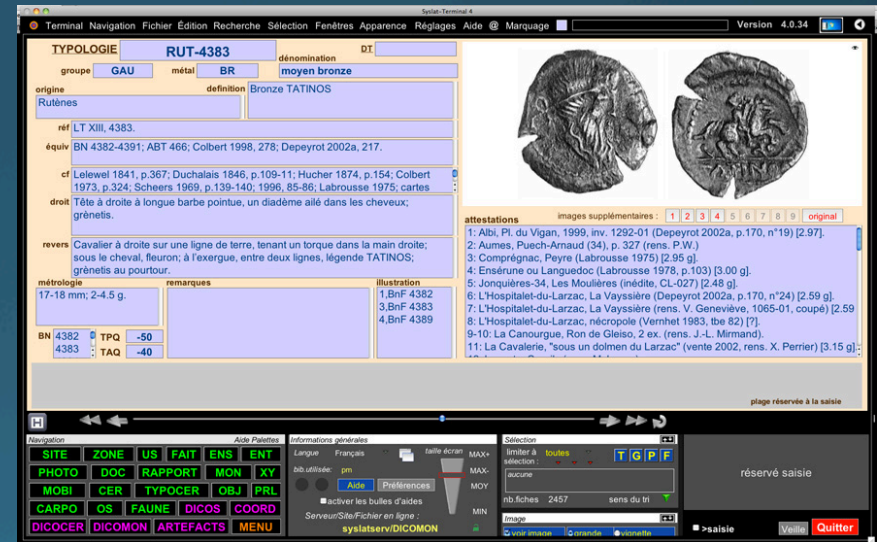 Syslat-Terminal 4
Terminal Navigation Fichier Édition Recherche Sélection Fenêtres Apparence Réglages Aide @ Marquage Version 4.0.34
TYPOLOGIE RUT-4383 dénomination DT
groupe GAU métal BR moyen bronze
origine definition Bronze TATINOS
Rutènes
réf LT XIII, 4383.
équiv BN 4382-4391; ABT 466; Colbert 1998, 278; Depeyrot 2002a, 217.
cf Lelewel 1841, p.367; Duchalais 1846, p.109-11; Hucher 1874, p.154; Colbert
1973, p.324; Scheers 1969, p.139-140; 1996, 85-86; Labrousse 1975; cartes
droit Tête à droite à longue barbe pointue, un diadème ailé dans les cheveux;
grènetis.
revers Cavalier à droite sur une ligne de terre, tenant un torque dans la main droite;
sous le cheval, fleuron; à l'exergue, entre deux lignes, légende TATINOS;
grènetis au pourtour.
métrologie remarques illustration
17-18 mm; 2-4.5 g.
1,BnF 4382
3,BnF 4383
4,BnF 4389
BN 4382 TPQ -50
4383 TAQ -40
attestations images supplémentaires : 1 2 3 4 5 6 7 8 9 original
1: Albi, Pl. du Vigan, 1999, inv. 1292-01 (Depeyrot 2002a, p.170, n°19) [2.97].
2: Aumes, Puech-Arnaud (34), p. 327 (rens. P.W.)
3: Comprégnac, Peyre (Labrousse 1975) [2.95 g].
4: Ensérune ou Languedoc (Labrousse 1978, p.103) [3.00 g].
5: Jonquières-34, Les Moulières (inédite, CL-027) [2.48 g].
6: L'Hospitalet-du-Larzac, La Vayssière (Depeyrot 2002a, p.170, n°24) [2.59 g].
7: L'Hospitalet-du-Larzac, La Vayssière (rens. V. Geneviève, 1065-01, coupé) [2.59
8: L'Hospitalet-du-Larzac, nécropole (Vernhet 1983, tbe 82) [?].
9-10: La Canourgue, Ron de Gleiso, 2 ex. (rens. J.-L. Mirmand).
11: La Cavalerie, "sous un dolmen du Larzac" (vente 2002, rens. X. Perrier) [3.15 g].
plage réservée à la saisie
H
Navigation Aide Palettes
SITE ZONE US FAIT ENS ENT
PHOTO DOC RAPPORT MON XY
MOBI CER TYPOCER OBJ PRL
CARPO OS FAUNE DICOS COORD
DICOCER DICOMON ARTEFACTS MENU
Informations générales
Langue Français taille écran MAX+
bib.utilisée: pm MAX-
Aide Préférences MOY
activer les bulles d'aides
MIN
Serveur/Site/Fichier en ligne :
syslatserv/DICOMON
Sélection
limiter à toutes T G P F
sélection :
aucune
nb.fiches 2457 sens du tri
Image
voir image grande vignette
réservé saisie
>saisie Veille Quitter